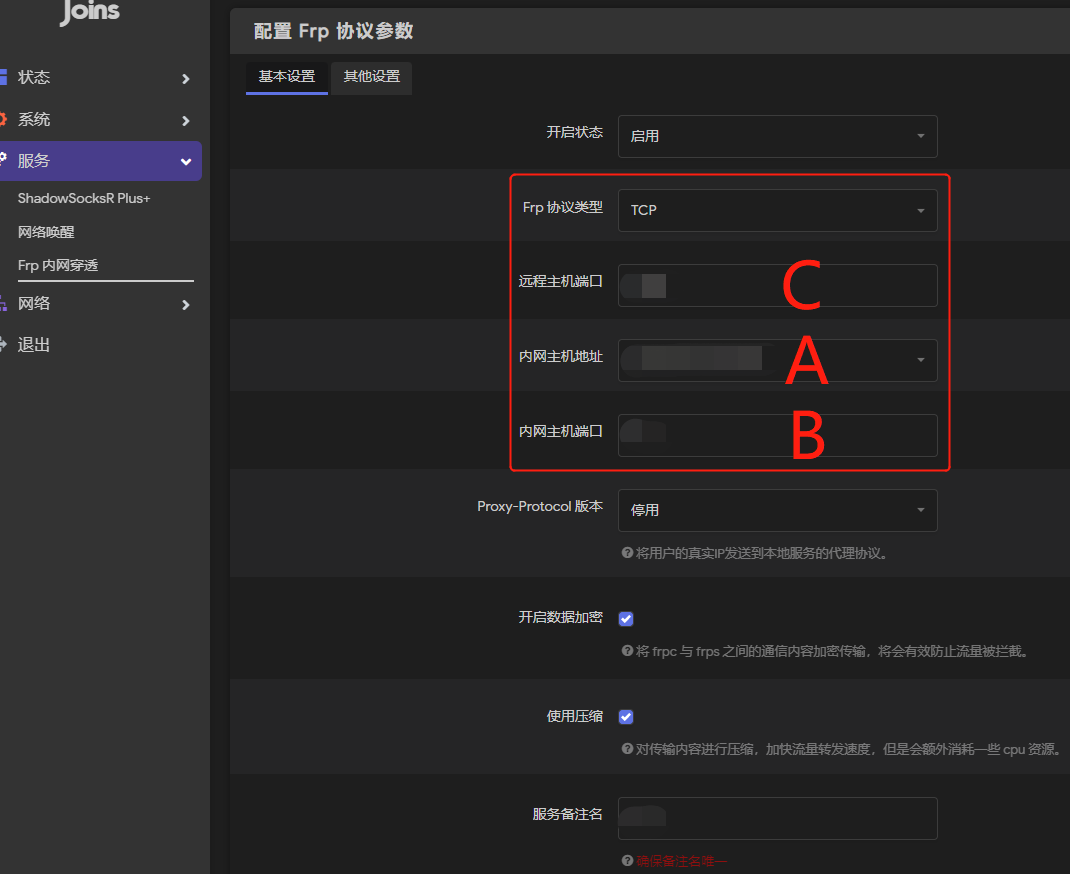 Joins
配置 Frp 协议参数
状态
系统
服务
ShadowSocksR Plus+
网络唤醒
Frp 内网穿透
网络
退出
基本设置 其他设置
开启状态 启用
Frp 协议类型 TCP
远程主机端口 C
内网主机地址 A
内网主机端口 B
Proxy-Protocol 版本 停用
将用户的真实IP发送到本地服务的代理协议。
开启数据加密
将 frpc 与 frps 之间的通信内容加密传输，将会有效防止流量被拦截。
使用压缩
对传输内容进行压缩，加快流量转发速度，但是会额外消耗一些 cpu 资源。
服务备注名
确保备注名唯一